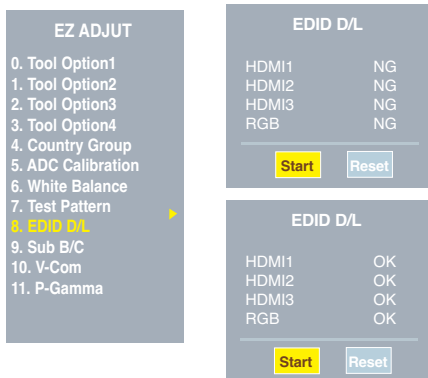 EZ ADJUT
0. Tool Option1
1. Tool Option2
2. Tool Option3
3. Tool Option4
4. Country Group
5. ADC Calibration
6. White Balance
7. Test Pattern
8. EDID D/L
9. Sub B/C
10. V-Com
11. P-Gamma
EDID D/L
HDMI1 NG
HDMI2 NG
HDMI3 NG
RGB NG
Start Reset
EDID D/L
HDMI1 OK
HDMI2 OK
HDMI3 OK
RGB OK
Start Reset